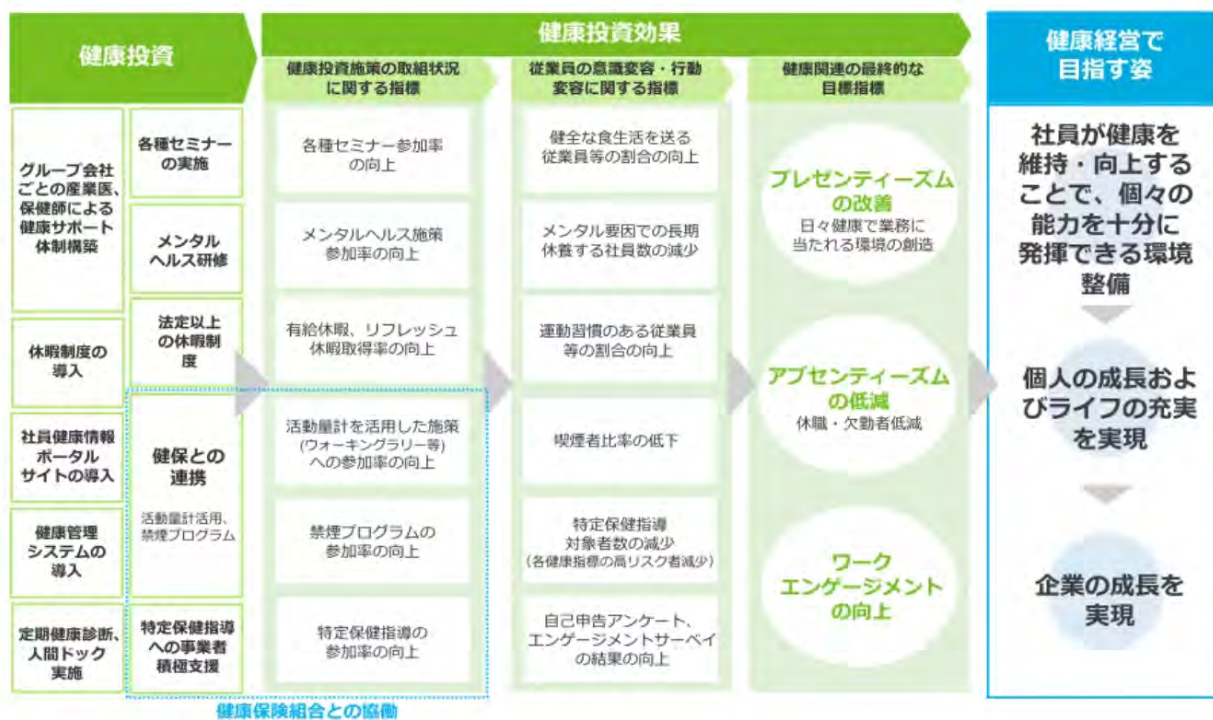 健康投資
健康投資効果
健康経営で
目指す姿
健康投資施策の取組状況
に関する指標
従業員の意識変容・行動
変容に関する指標
健康関連の最終的な
目標指標
グループ会社
ごとの産業医、
保健師による
健康サポート
体制構築
休暇制度の
導入
社員健康情報
ポータル
サイトの導入
健康管理
システムの
導入
定期健康診断、
人間ドック
実施
各種セミナー
の実施
メンタル
ヘルス研修
法定以上
の休暇制
度
健保との
連携
活動量計活用、
禁煙プログラム
特定保健指導
への事業者
積極支援
各種セミナー参加率
の向上
メンタルヘルス施策
参加率の向上
有給休暇、リフレッシュ
休暇取得率の向上
活動量計を活用した施策
(ウォーキングラリー等)
への参加率の向上
禁煙プログラムの
参加率の向上
特定保健指導の
参加率の向上
健康保険組合との協働
健全な食生活を送る
従業員等の割合の向上
メンタル要因での長期
休養する社員数の減少
運動習慣のある従業員
等の割合の向上
喫煙者比率の低下
特定保健指導
対象者数の減少
(各健康指標の高リスク者減少)
自己申告アンケート、
エンゲージメントサーベイ
の結果の向上
プレゼンティーズム
の改善
日々健康で業務に
当たれる環境の創造
アブセンティーズム
の低減
休職・欠勤者低減
ワーク
エンゲージメント
の向上
社員が健康を
維持・向上する
ことで、個々の
能力を十分に
発揮できる環境
整備
個人の成長およ
びライフの充実
を実現
企業の成長を
実現